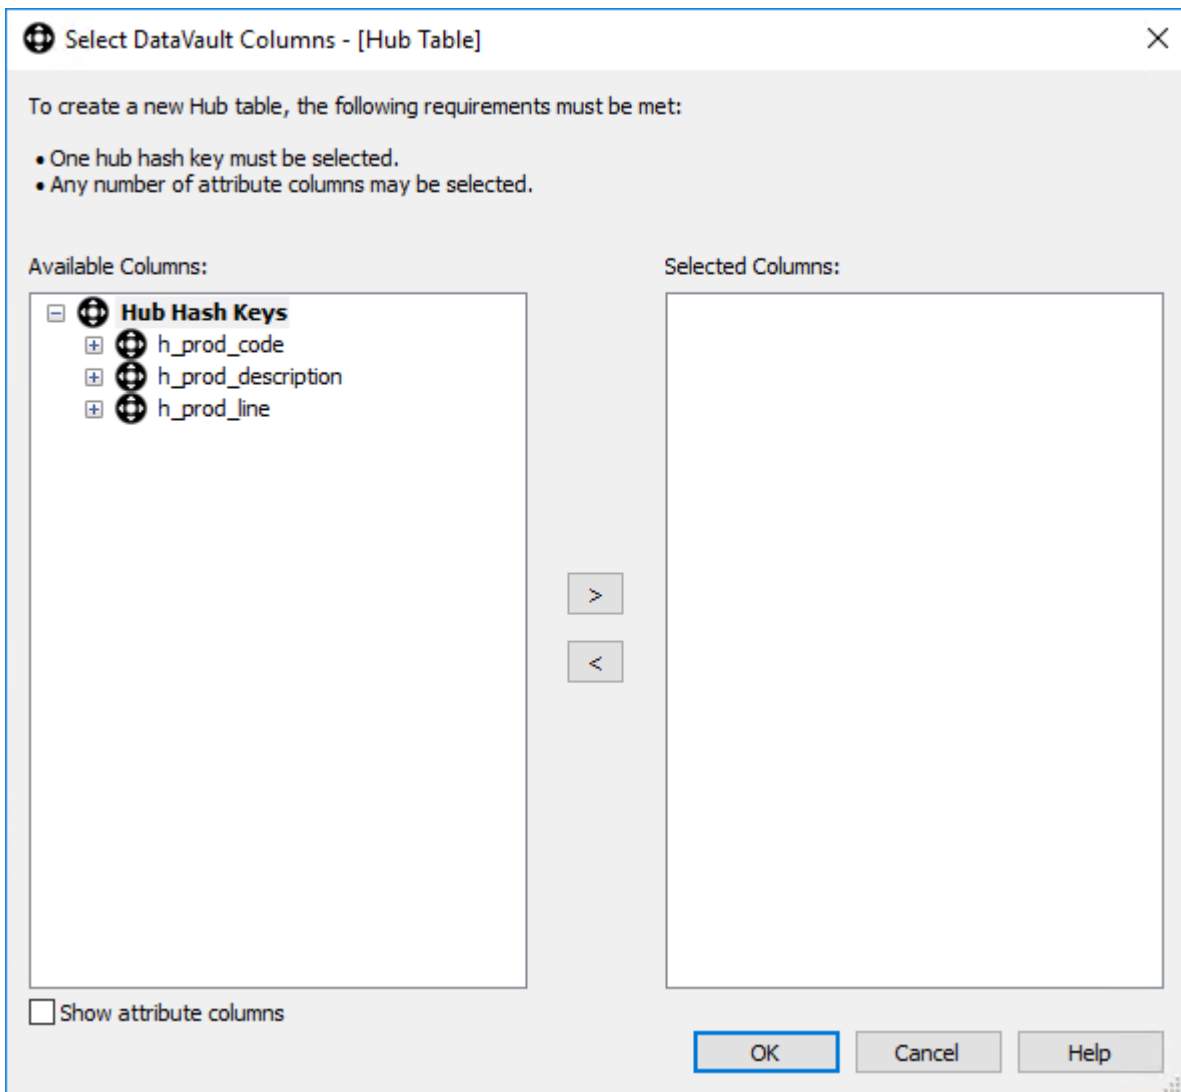 Select DataVault Columns - [Hub Table]
To create a new Hub table, the following requirements must be met:
• One hub hash key must be selected.
• Any number of attribute columns may be selected.
Available Columns:
Selected Columns:
Hub Hash Keys
h_prod_code
h_prod_description
h_prod_line
>
<
Show attribute columns
OK
Cancel
Help